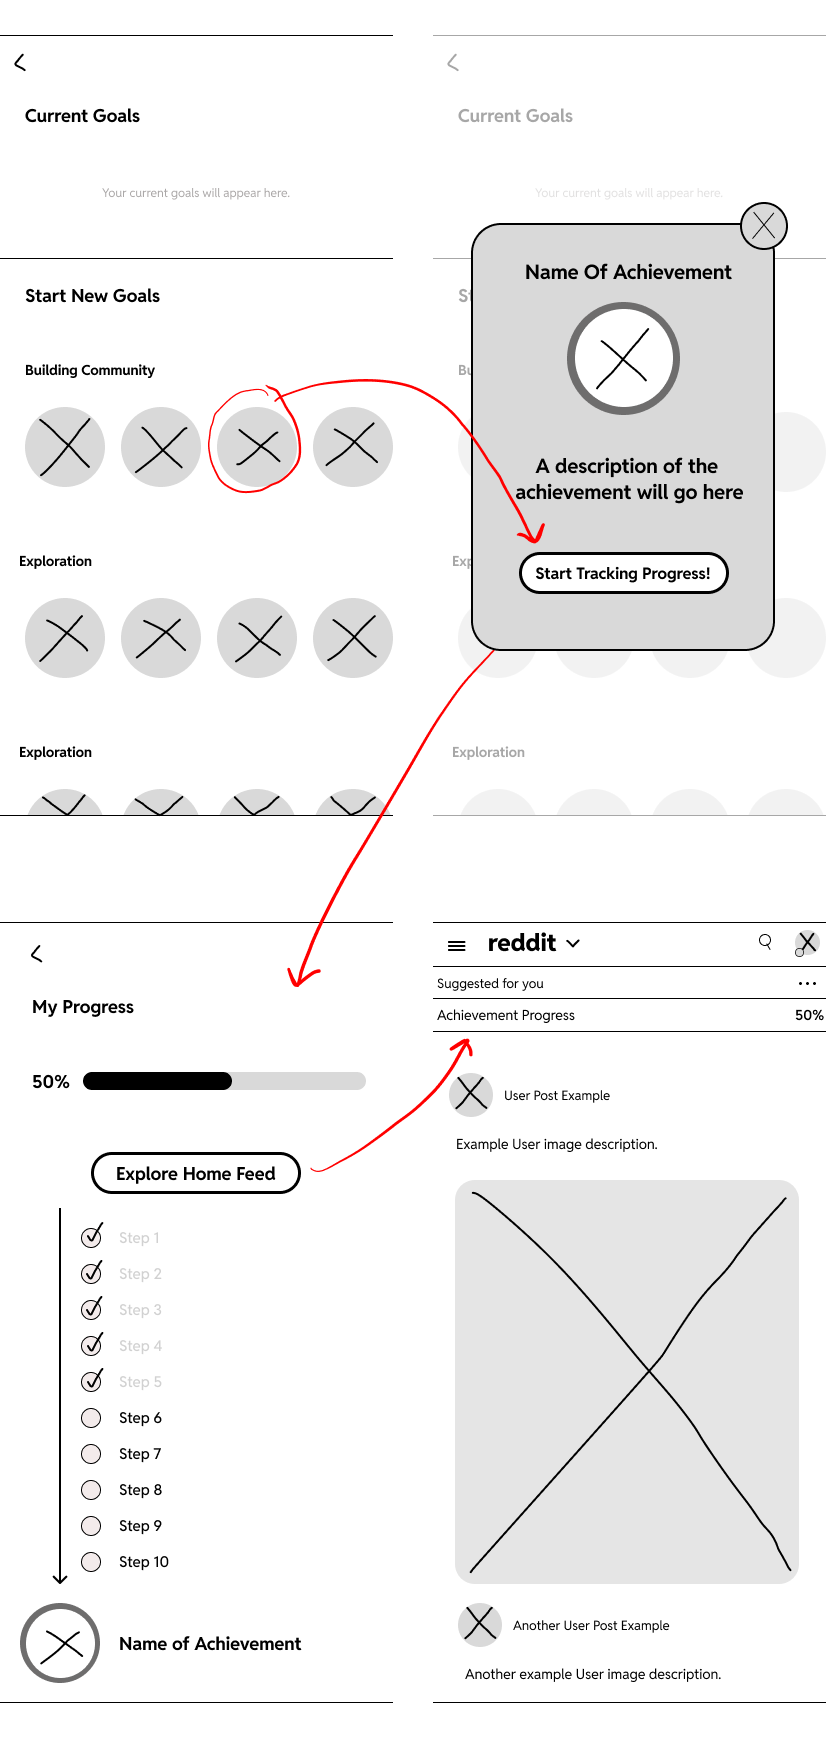 Current Goals
Your current goals will appear here.
Start New Goals
Building Community
Exploration
Exploration
Current Goals
Your current goals will appear here.
St
Name Of Achievement
Bu
A description of the
achievement will go here
Exp
Start Tracking Progress!
Exploration
My Progress
50%
Explore Home Feed
Step 1
Step 2
Step 3
Step 4
Step 5
Step 6
Step 7
Step 8
Step 9
Step 10
Name of Achievement
reddit
Suggested for you
Achievement Progress 50%
User Post Example
Example User image description.
Another User Post Example
Another example User image description.